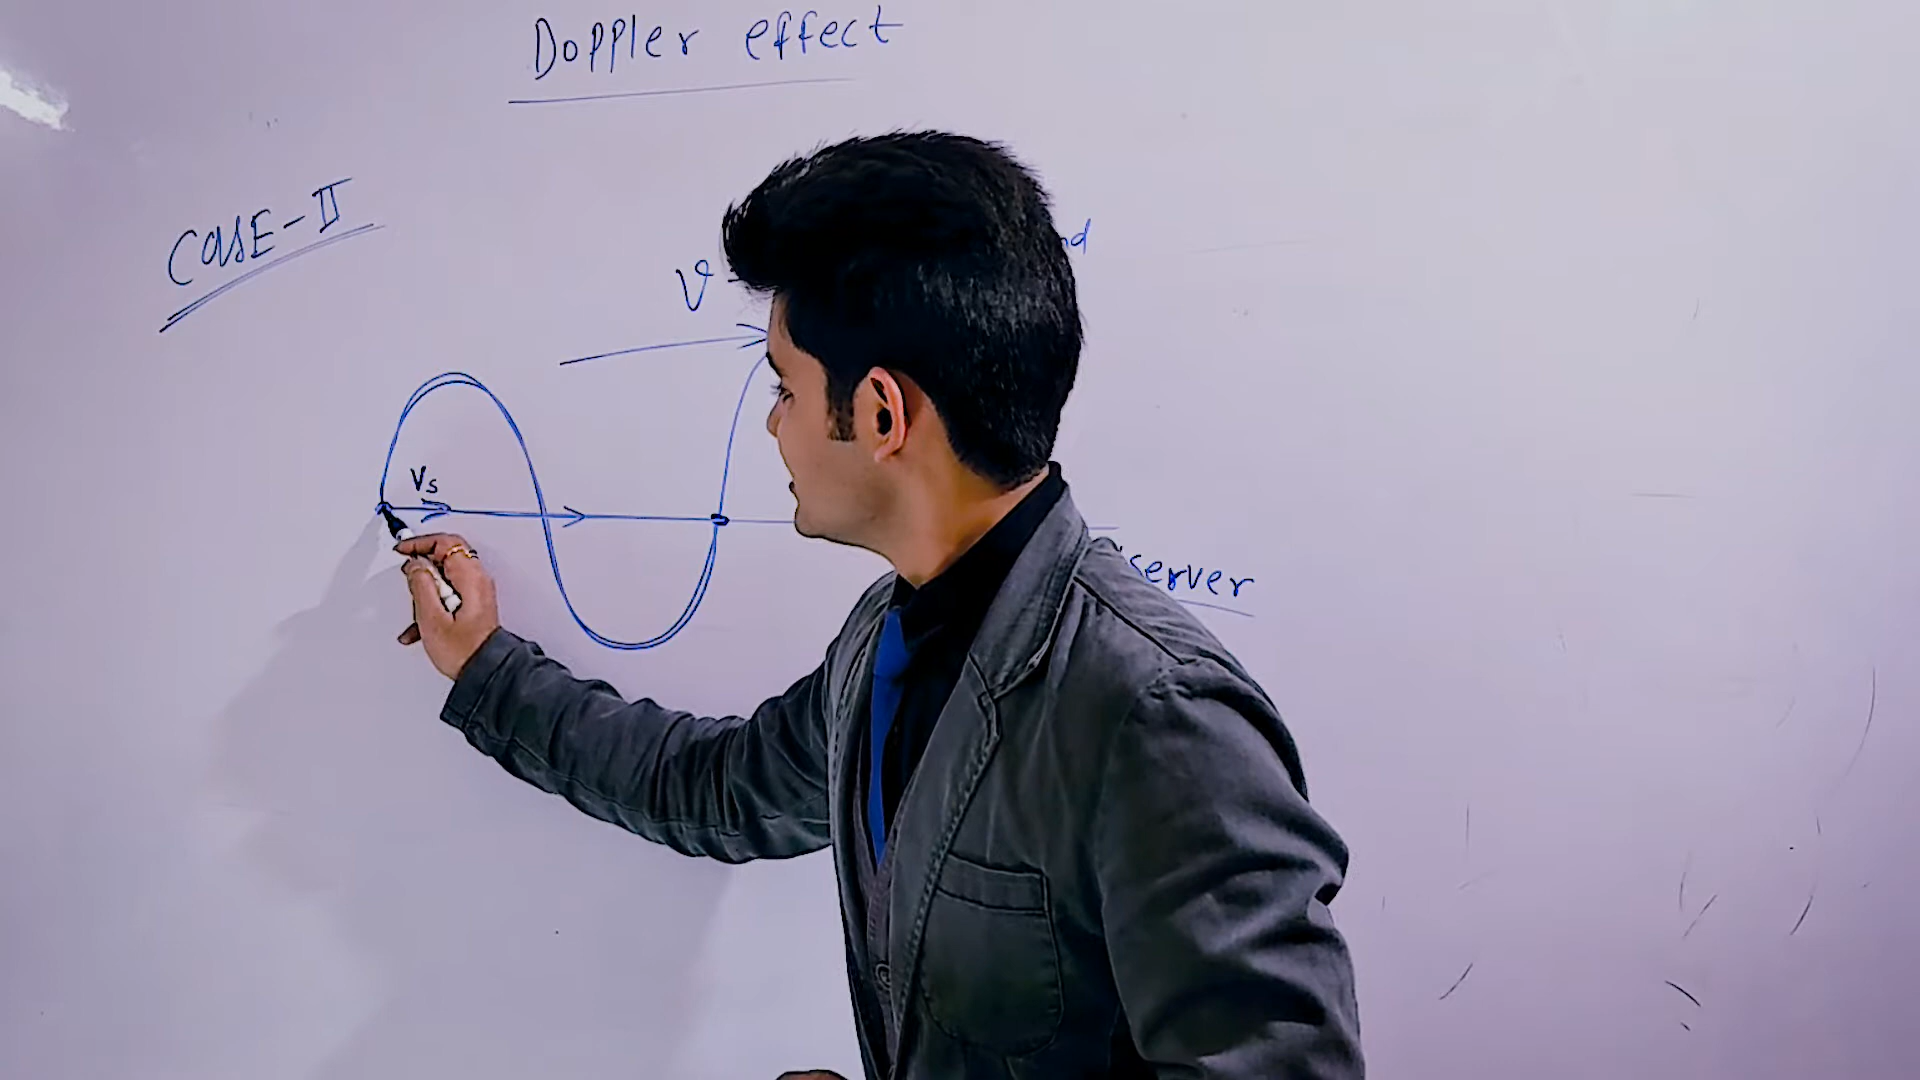 Doppler effect
CASE-II
V
Vs
server